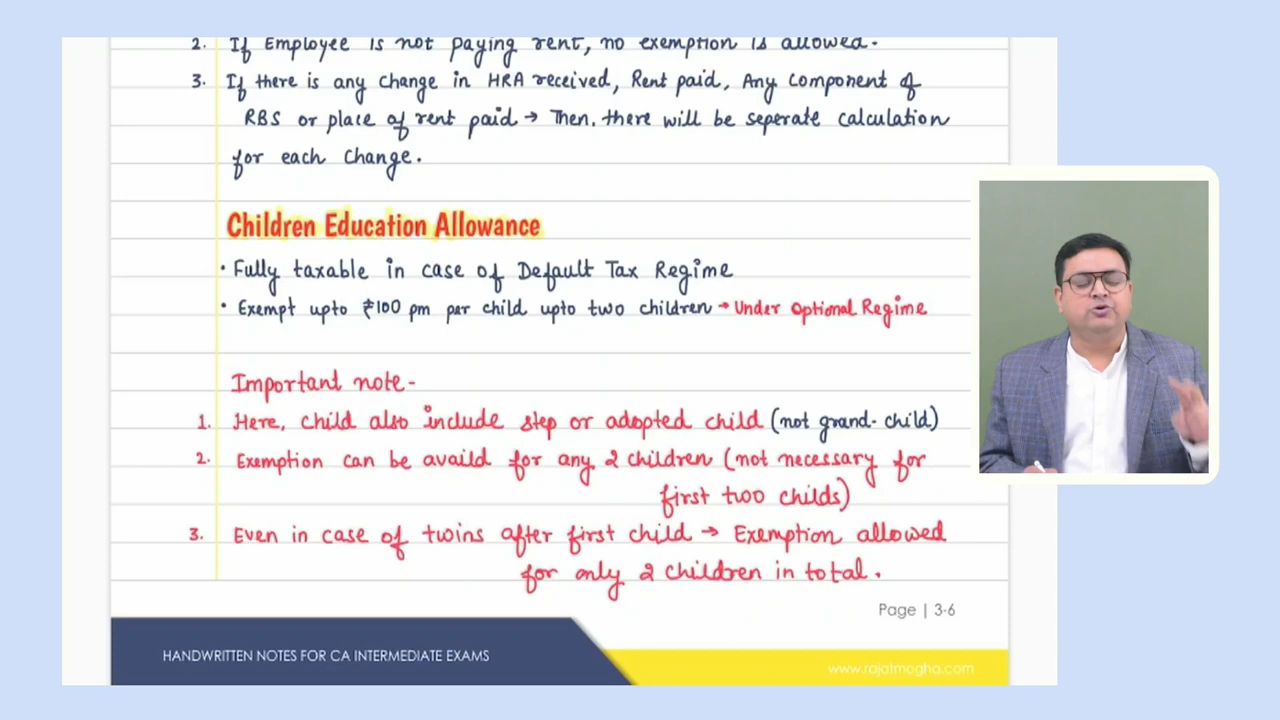 2. If Employee is not paying rent, no exemption is allowed.
3. If there is any change in HRA received, Rent paid, Any Component of
RBS or place of rent paid → Then, there will be seperate calculation
for each change.
Children Education Allowance
• Fully taxable in case of Default Tax Regime
• Exempt upto ₹100 pm per child upto two children → Under Optional Regime
Important note-
1. Here, child also include step or adopted child (not grand-child)
2. Exemption can be availd for any 2 children (not necessary for
first two childs)
3. Even in case of twins after first child → Exemption allowed
for only 2 children in total.
Page | 3-6
HANDWRITTEN NOTES FOR CA INTERMEDIATE EXAMS
www.rajatmogha.com